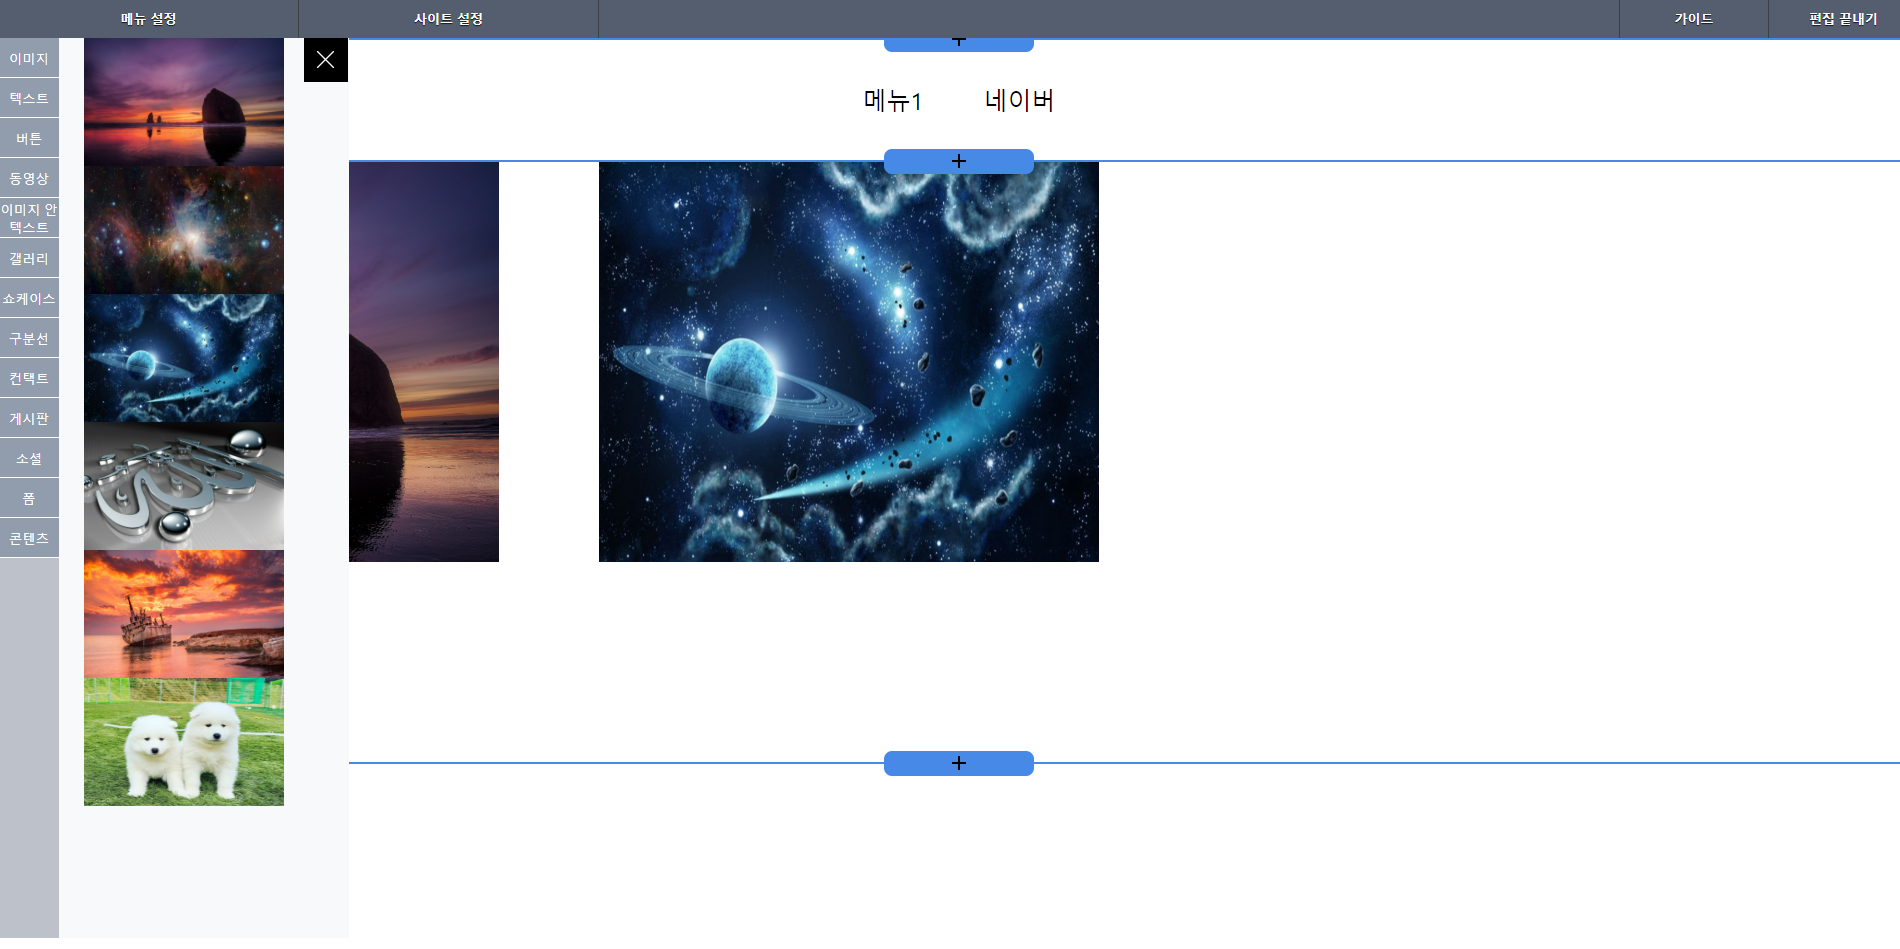 메뉴 설정
사이트 설정
가이드
편집 끝내기
이미지
텍스트
버튼
동영상
이미지 안
텍스트
갤러리
쇼케이스
구분선
컨택트
게시판
소셜
폼
콘텐츠
메뉴1
네이버